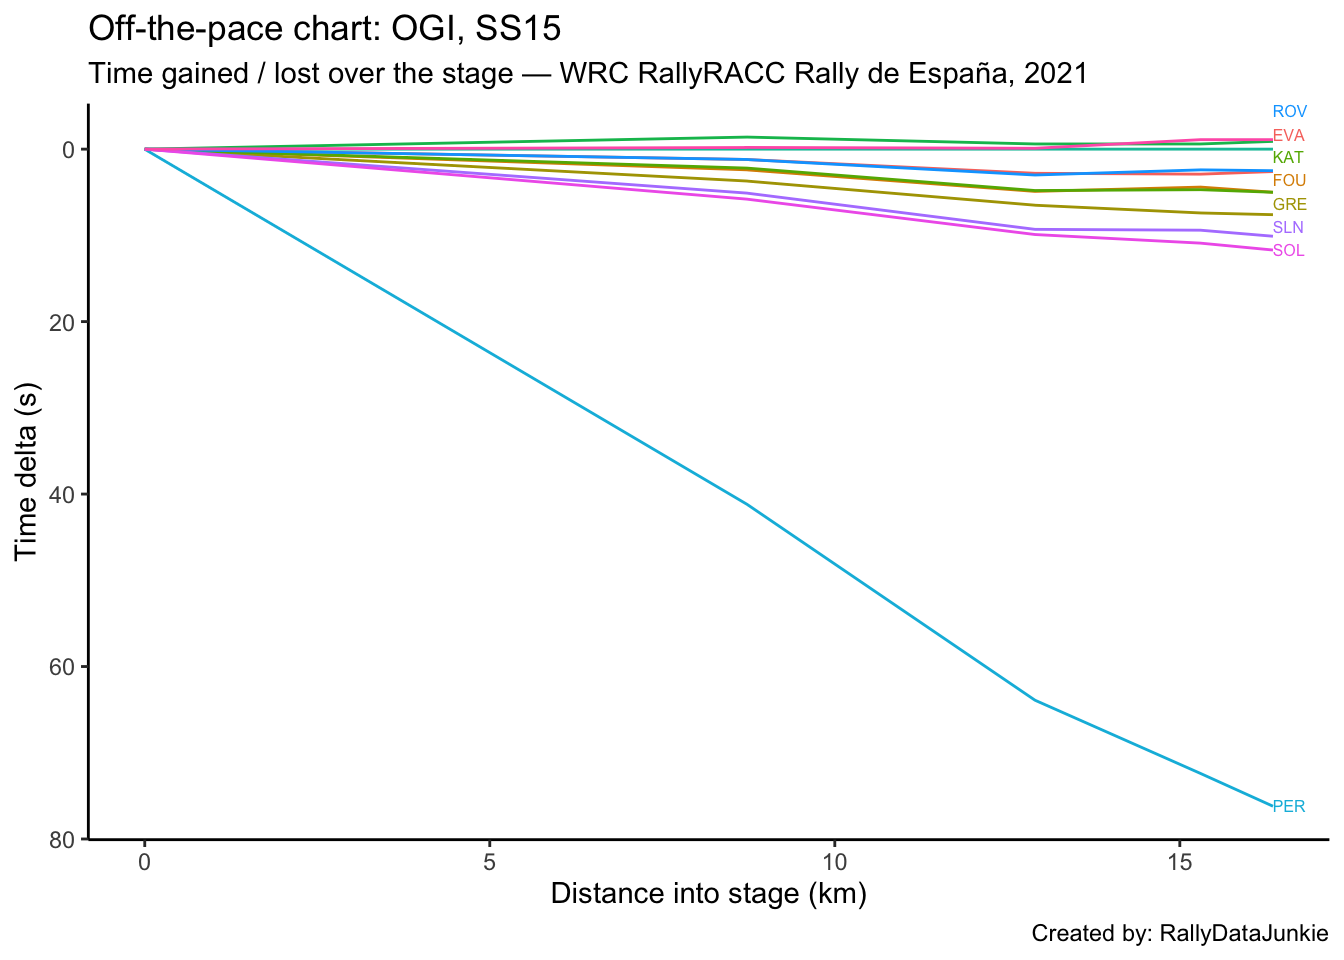 Off-the-pace chart: OGI, SS15
Time gained / lost over the stage — WRC RallyRACC Rally de España, 2021
ROV
EVA
KAT
FOU
GRE
SLN
SOL
PER
0
20
40
60
80
Time delta (s)
0
5
10
15
Distance into stage (km)
Created by: RallyDataJunkie